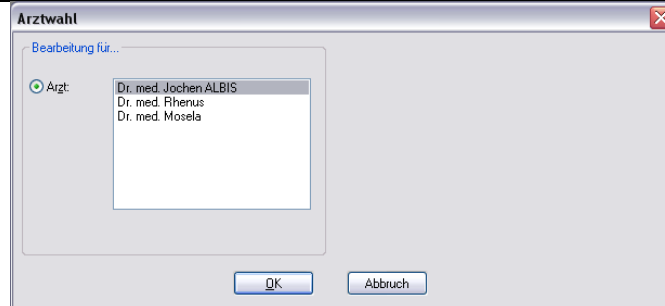 Arztwahl
Bearbeitung für...
Arzt:
Dr. med. Jochen ALBIS
Dr. med. Rhenus
Dr. med. Mosela
OK
Abbruch